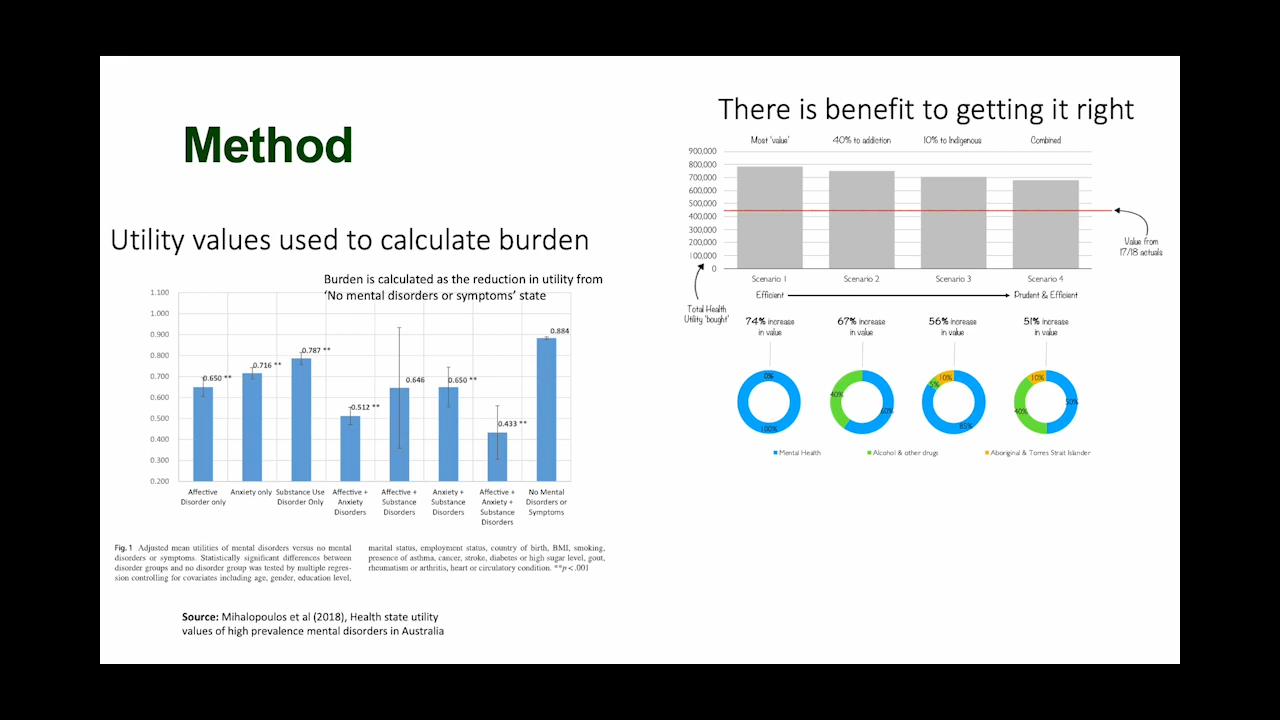 Method
Utility values used to calculate burden
Burden is calculated as the reduction in utility from
‘No mental disorders or symptoms’ state
1.100
1.000
0.900
0.800
0.700
0.600
0.500
0.400
0.300
0.200
0.650 **
0.716 **
0.787 **
0.512 **
0.646
0.650 **
0.433 **
0.884
Affective
Disorder only
Anxiety only
Substance Use
Disorder Only
Affective +
Anxiety
Disorders
Affective +
Substance
Disorders
Anxiety +
Substance
Disorders
Affective +
Anxiety +
Substance
Disorders
No Mental
Disorders or
Symptoms
Fig. 1 Adjusted mean utilities of mental disorders versus no mental
disorders or symptoms. Statistically significant differences between
disorder groups and no disorder group was tested by multiple regres-
sion controlling for covariates including age, gender, education level,
marital status, employment status, country of birth, BMI, smoking,
presence of asthma, cancer, stroke, diabetes or high sugar level, gout,
rheumatism or arthritis, heart or circulatory condition. **p < .001
Source: Mihalopoulos et al (2018), Health state utility
values of high prevalence mental disorders in Australia
There is benefit to getting it right
Most 'value'
40% to addiction
10% to Indigenous
Combined
900,000
800,000
700,000
600,000
500,000
400,000
300,000
200,000
100,000
0
Value from
17/18 actuals
Scenario 1
Scenario 2
Scenario 3
Scenario 4
Efficient
Prudent & Efficient
Total Health
Utility 'bought'
74% increase
in value
67% increase
in value
56% increase
in value
51% increase
in value
0%
100%
40%
60%
5%
10%
85%
10%
40%
50%
Mental Health
Alcohol & other drugs
Aboriginal & Torres Strait Islander